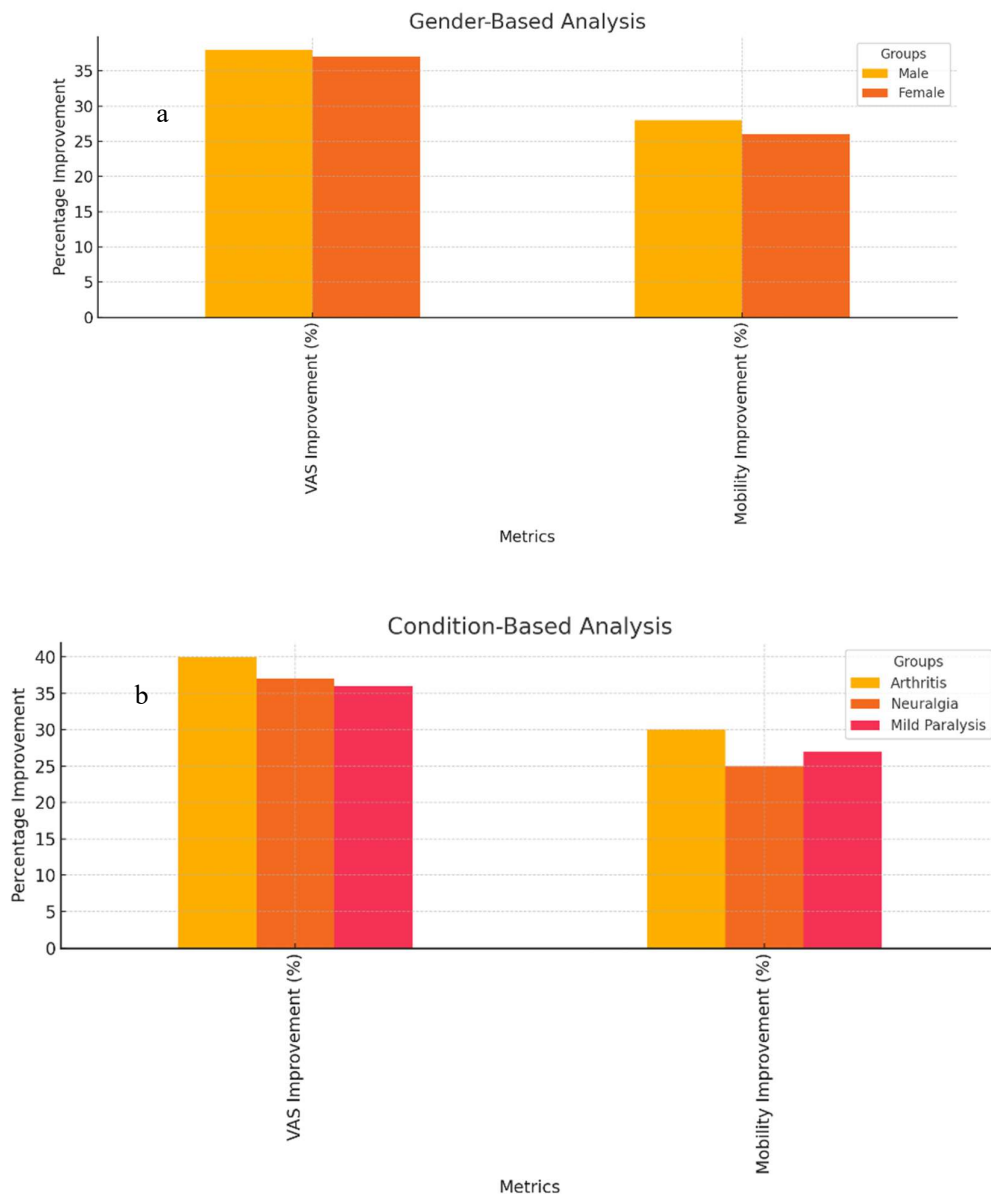 Gender-Based Analysis
a
Percentage Improvement
35
30
25
20
15
10
5
0
Groups
Male
Female
VAS Improvement (%)
Mobility Improvement (%)
Metrics
Condition-Based Analysis
b
Percentage Improvement
40
35
30
25
20
15
10
5
0
Groups
Arthritis
Neuralgia
Mild Paralysis
VAS Improvement (%)
Mobility Improvement (%)
Metrics